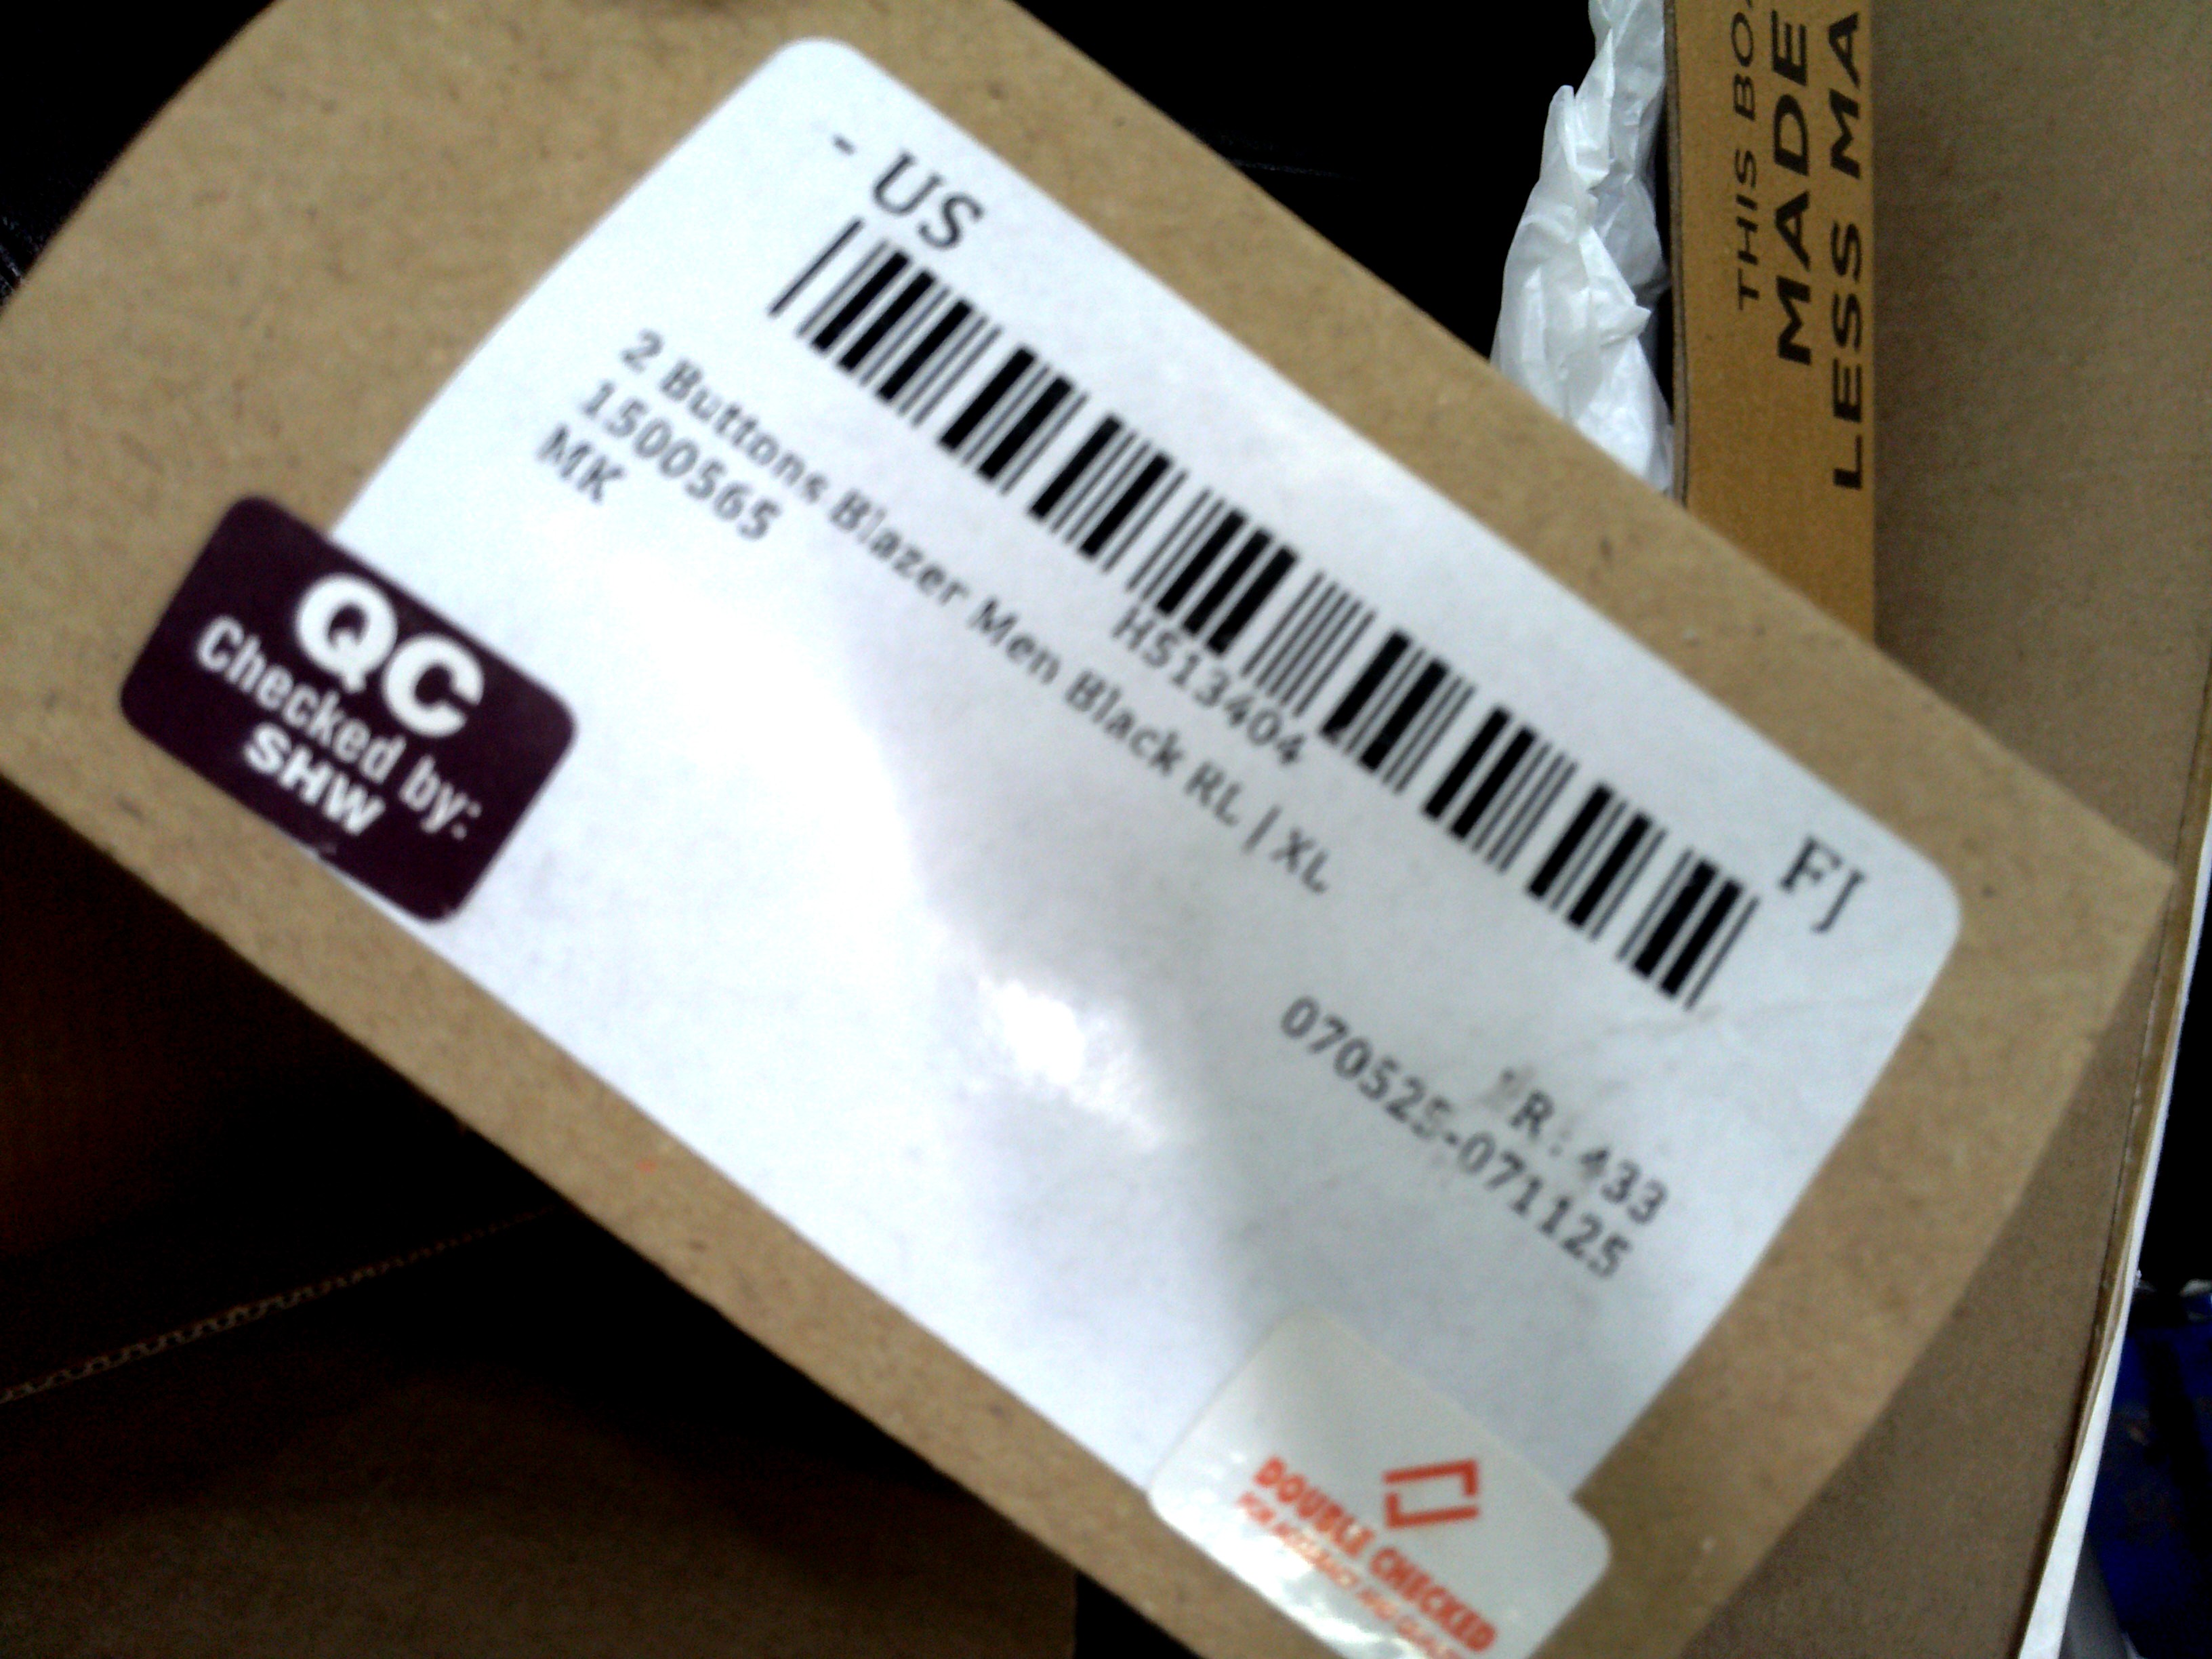 - US
FJ
HS13404
2 Buttons Blazer Men Black RL | XL
1500565
MK
R: 433
070525-071125
QC
Checked by:
SHW
DOUBLE CHECKED
THIS BO
MADE
LESS MA